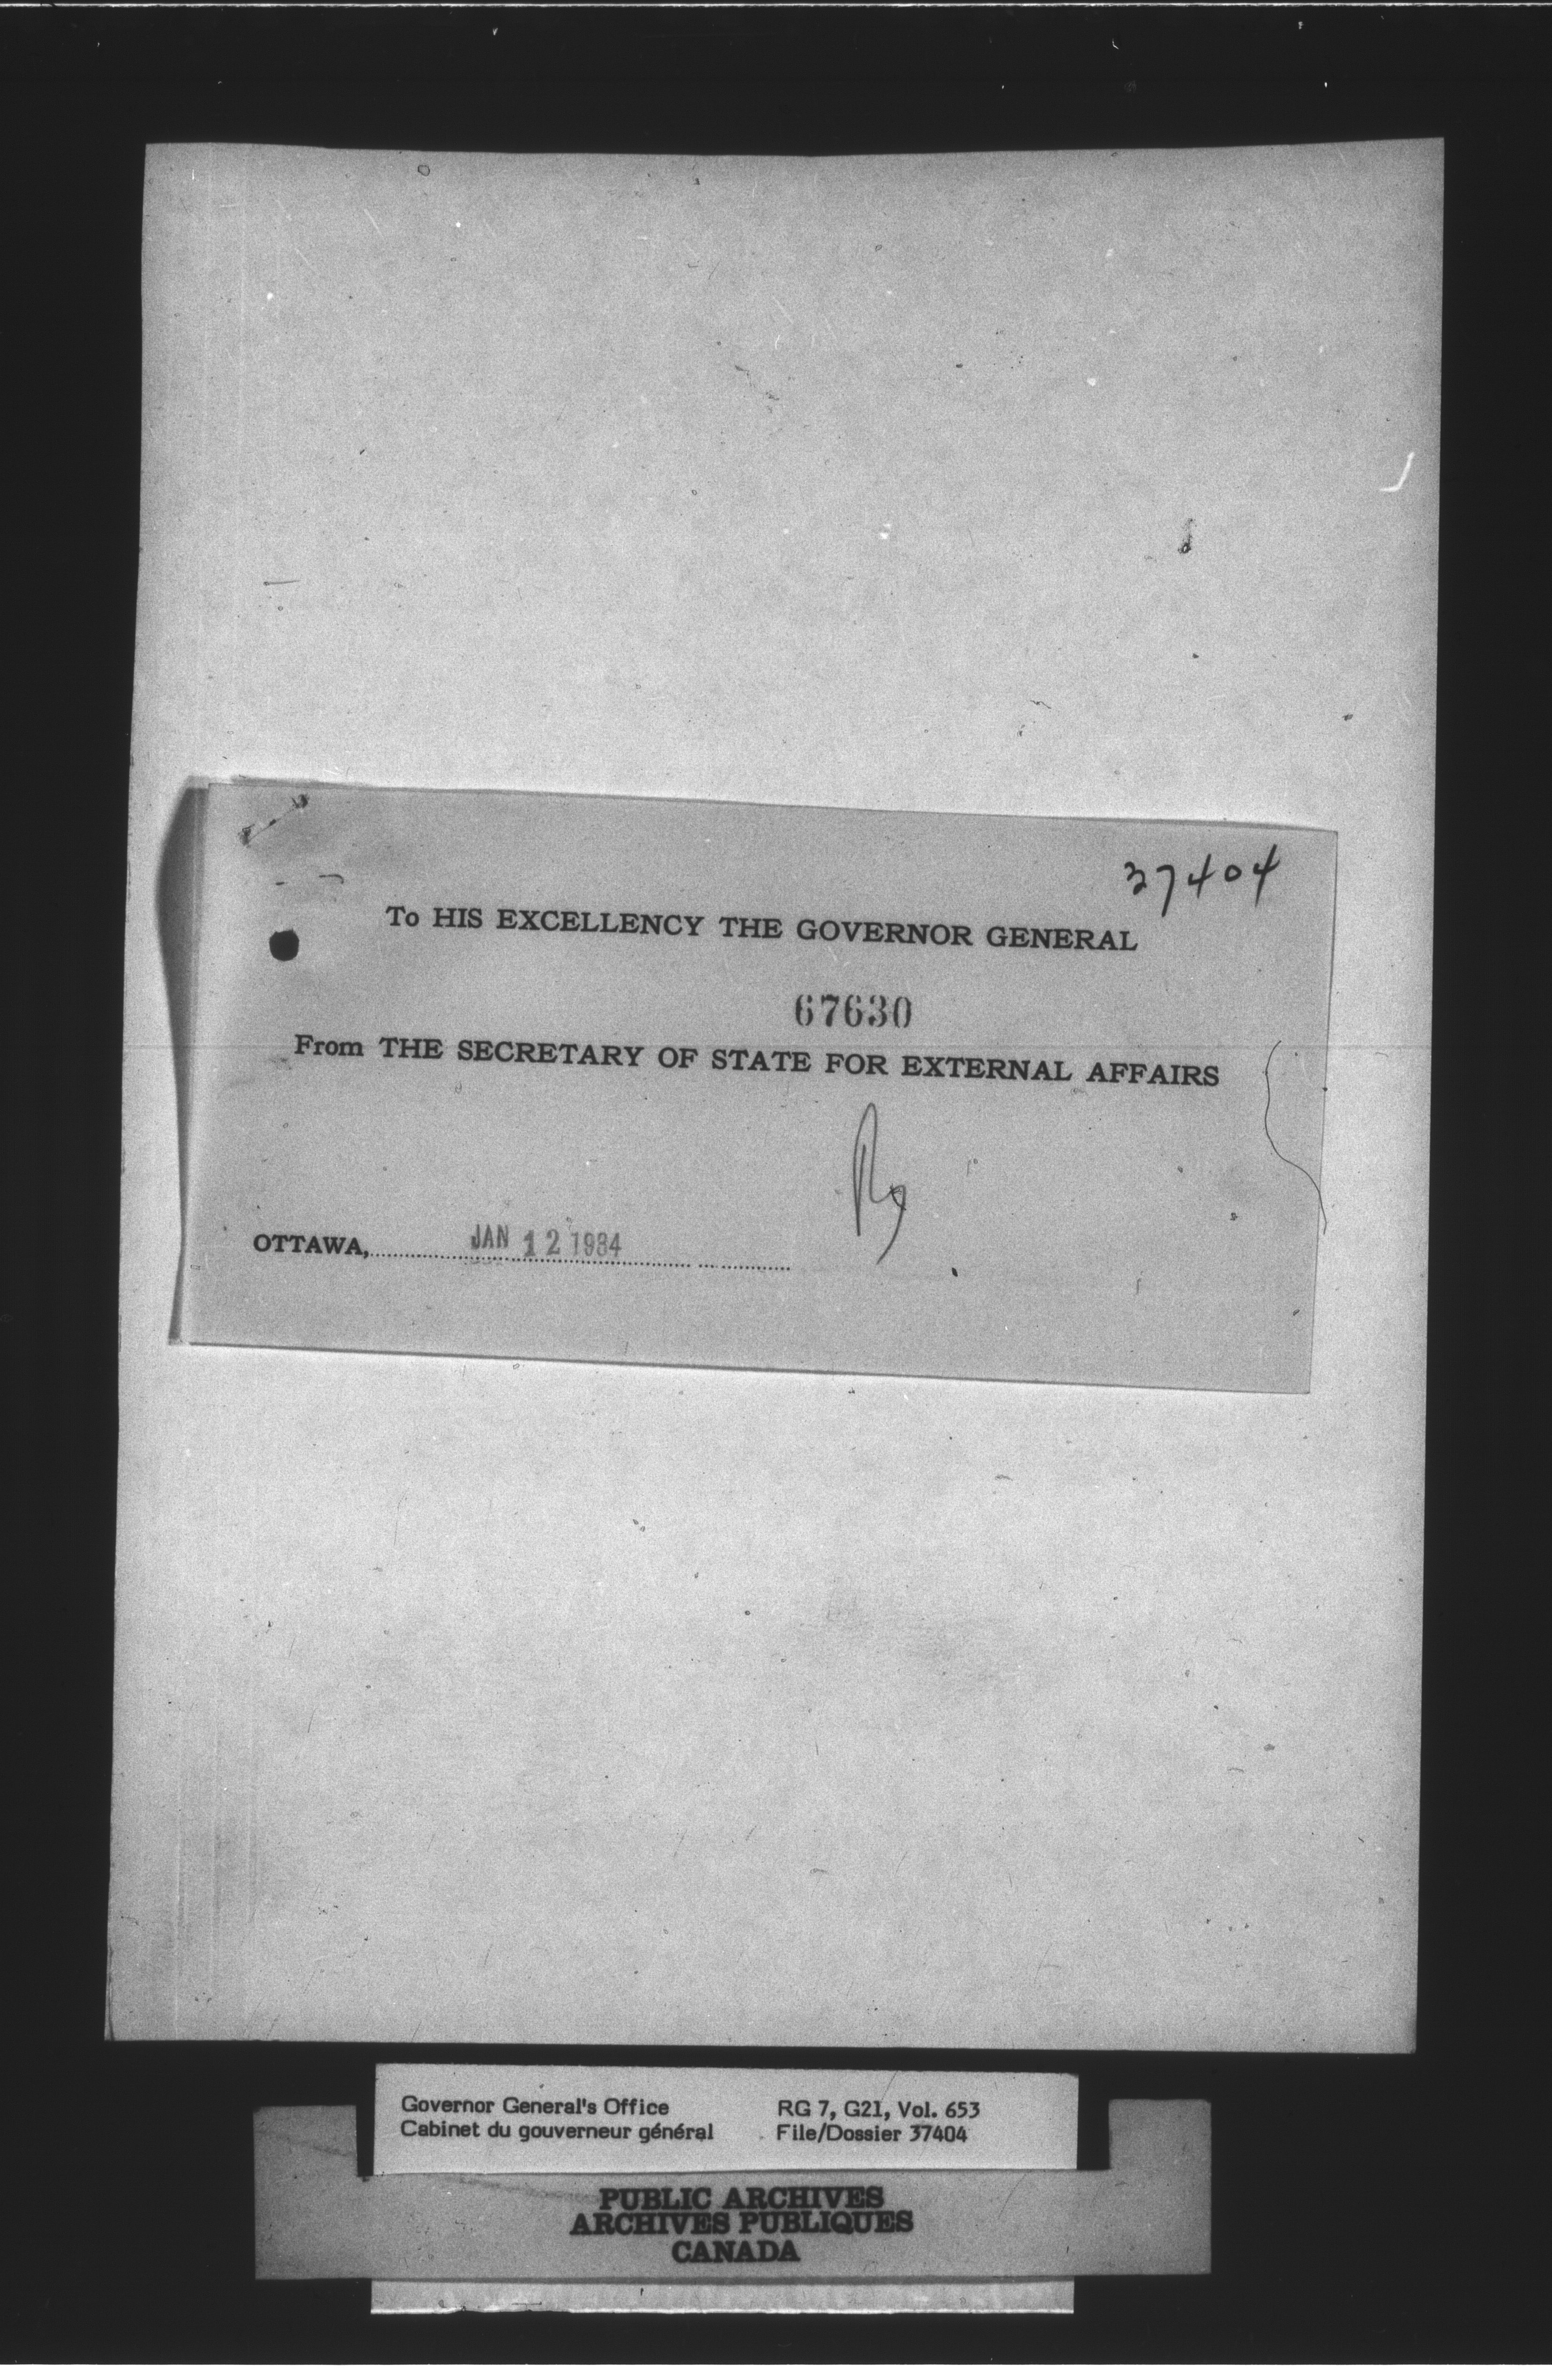 37404
To HIS EXCELLENCY THE GOVERNOR GENERAL
67630
From THE SECRETARY OF STATE FOR EXTERNAL AFFAIRS
OTTAWA, JAN 12 1984
Governor General's Office RG 7, G21, Vol. 653
Cabinet du gouverneur général File/Dossier 37404
PUBLIC ARCHIVES
ARCHIVES PUBLIQUES
CANADA